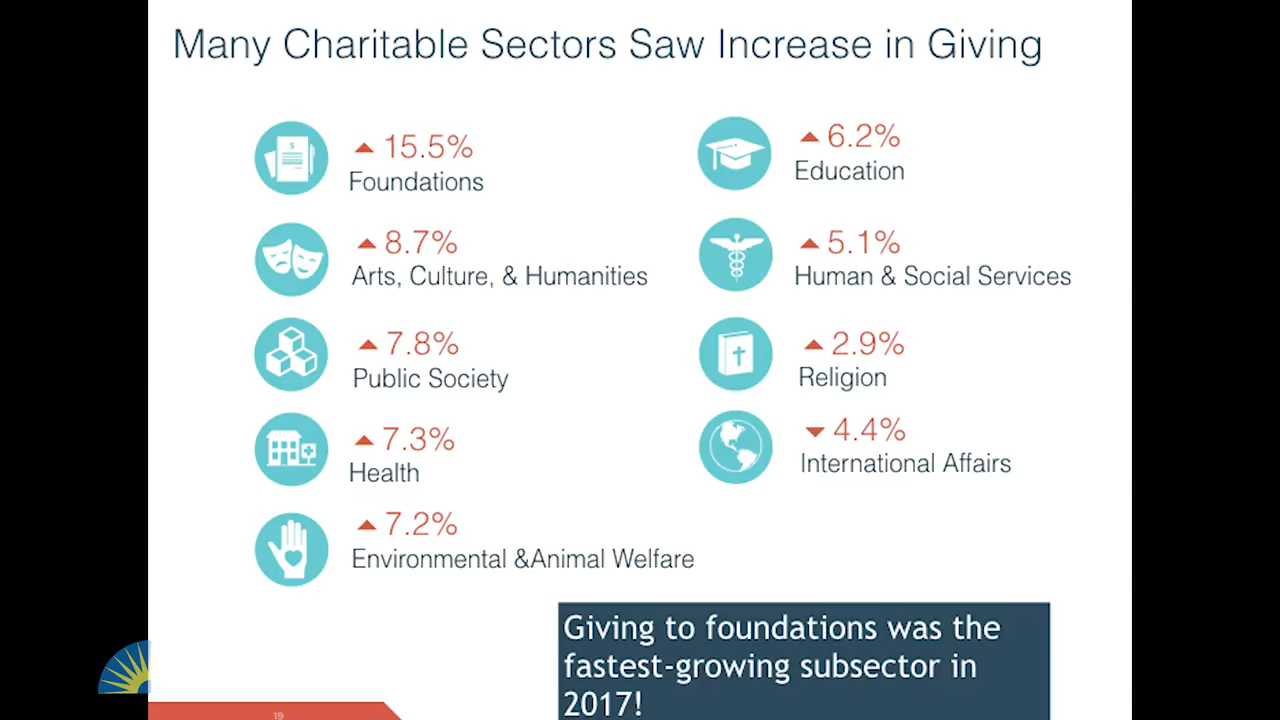 Many Charitable Sectors Saw Increase in Giving
15.5%
Foundations
8.7%
Arts, Culture, & Humanities
7.8%
Public Society
7.3%
Health
7.2%
Environmental &Animal Welfare
6.2%
Education
5.1%
Human & Social Services
2.9%
Religion
4.4%
International Affairs
Giving to foundations was the
fastest-growing subsector in
2017!
19